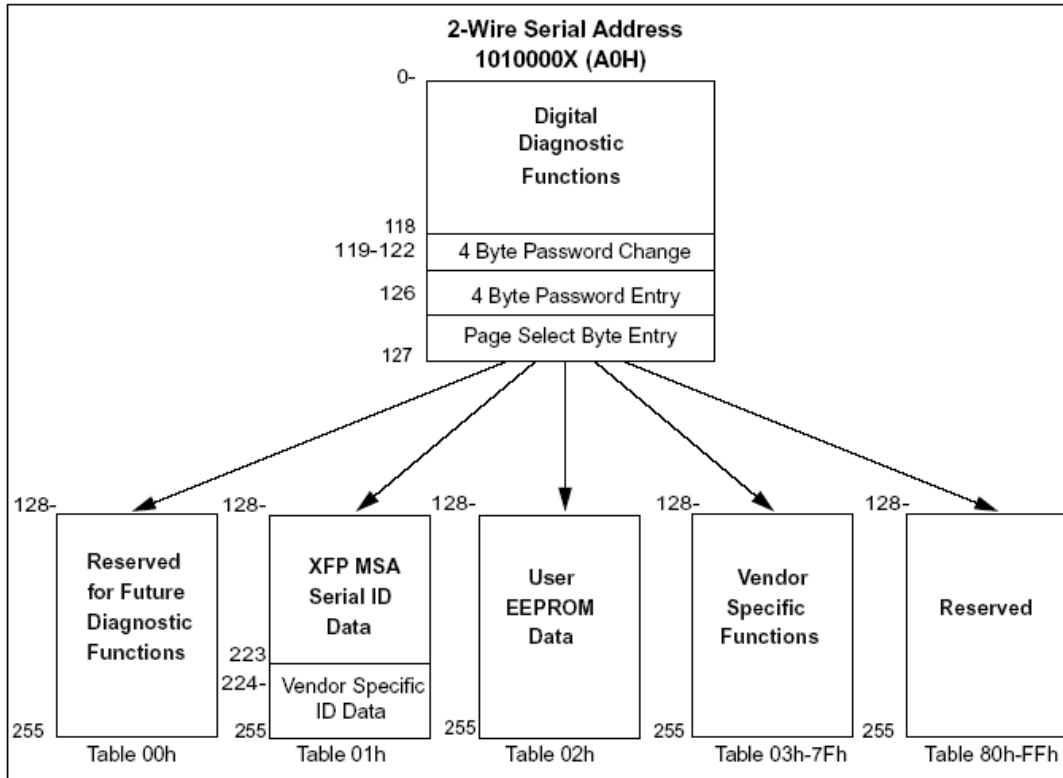 2-Wire Serial Address
1010000X (A0H)
0-
Digital
Diagnostic
Functions
118
119-122
4 Byte Password Change
126
4 Byte Password Entry
Page Select Byte Entry
127
128-
Reserved
for Future
Diagnostic
Functions
255
Table 00h
128-
XFP MSA
Serial ID
Data
223
224-
Vendor Specific
ID Data
255
Table 01h
128-
User
EEPROM
Data
255
Table 02h
128-
Vendor
Specific
Functions
255
Table 03h-7Fh
128-
Reserved
255
Table 80h-FFh